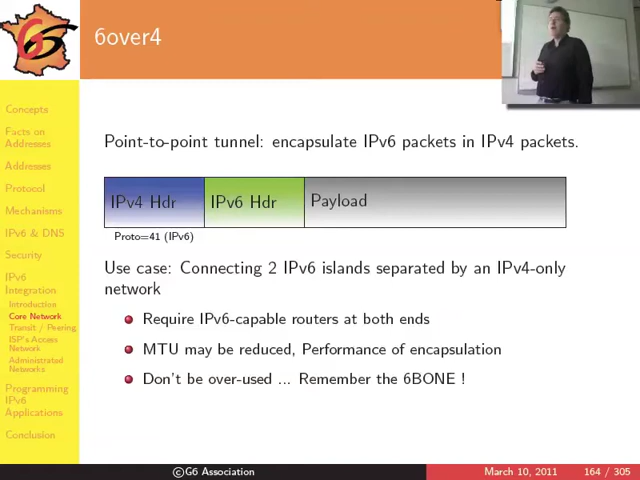 6over4
Concepts
Facts on
Addresses
Addresses
Protocol
Mechanisms
IPv6 & DNS
Security
IPv6
Integration
Introduction
Core Network
Transit / Peering
ISP's Access
Network
Administrated
Networks
Programming
IPv6
Applications
Conclusion
Point-to-point tunnel: encapsulate IPv6 packets in IPv4 packets.
IPv4 Hdr IPv6 Hdr Payload
Proto=41 (IPv6)
Use case: Connecting 2 IPv6 islands separated by an IPv4-only
network
Require IPv6-capable routers at both ends
MTU may be reduced, Performance of encapsulation
Don't be over-used ... Remember the 6BONE !
©G6 Association March 10, 2011 164 / 305